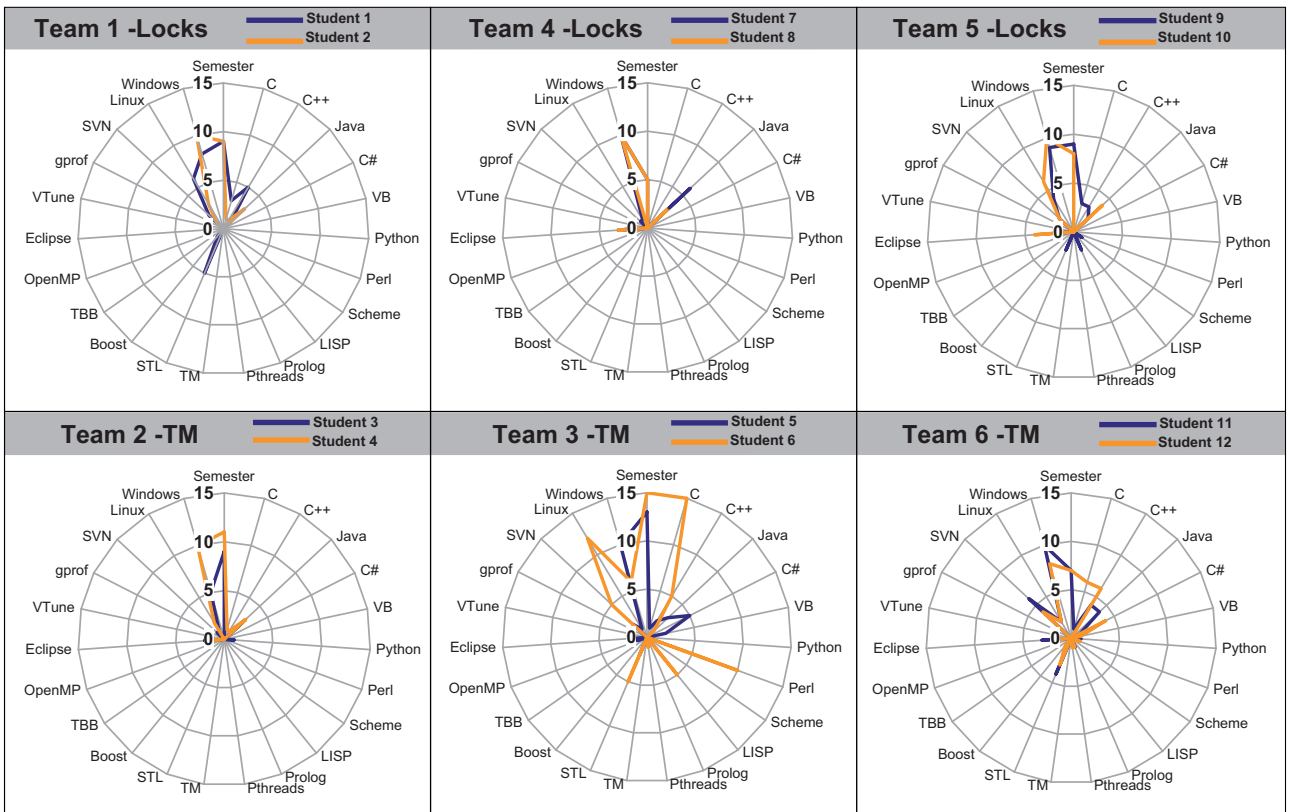 Team 1 -Locks
Student 1
Student 2
Semester
C
C++
Java
C#
VB
Python
Perl
Scheme
LISP
Prolog
Pthreads
TM
STL
Boost
TBB
OpenMP
Eclipse
VTune
gprof
SVN
Linux
Windows
15
10
5
0
Team 4 -Locks
Student 7
Student 8
Semester
C
C++
Java
C#
VB
Python
Perl
Scheme
LISP
Prolog
Pthreads
TM
STL
Boost
TBB
OpenMP
Eclipse
VTune
gprof
SVN
Linux
Windows
15
10
5
0
Team 5 -Locks
Student 9
Student 10
Semester
C
C++
Java
C#
VB
Python
Perl
Scheme
LISP
Prolog
Pthreads
TM
STL
Boost
TBB
OpenMP
Eclipse
VTune
gprof
SVN
Linux
Windows
15
10
5
0
Team 2 -TM
Student 3
Student 4
Semester
C
C++
Java
C#
VB
Python
Perl
Scheme
LISP
Prolog
Pthreads
TM
STL
Boost
TBB
OpenMP
Eclipse
VTune
gprof
SVN
Linux
Windows
15
10
5
0
Team 3 -TM
Student 5
Student 6
Semester
C
C++
Java
C#
VB
Python
Perl
Scheme
LISP
Prolog
Pthreads
TM
STL
Boost
TBB
OpenMP
Eclipse
VTune
gprof
SVN
Linux
Windows
15
10
5
0
Team 6 -TM
Student 11
Student 12
Semester
C
C++
Java
C#
VB
Python
Perl
Scheme
LISP
Prolog
Pthreads
TM
STL
Boost
TBB
OpenMP
Eclipse
VTune
gprof
SVN
Linux
Windows
15
10
5
0